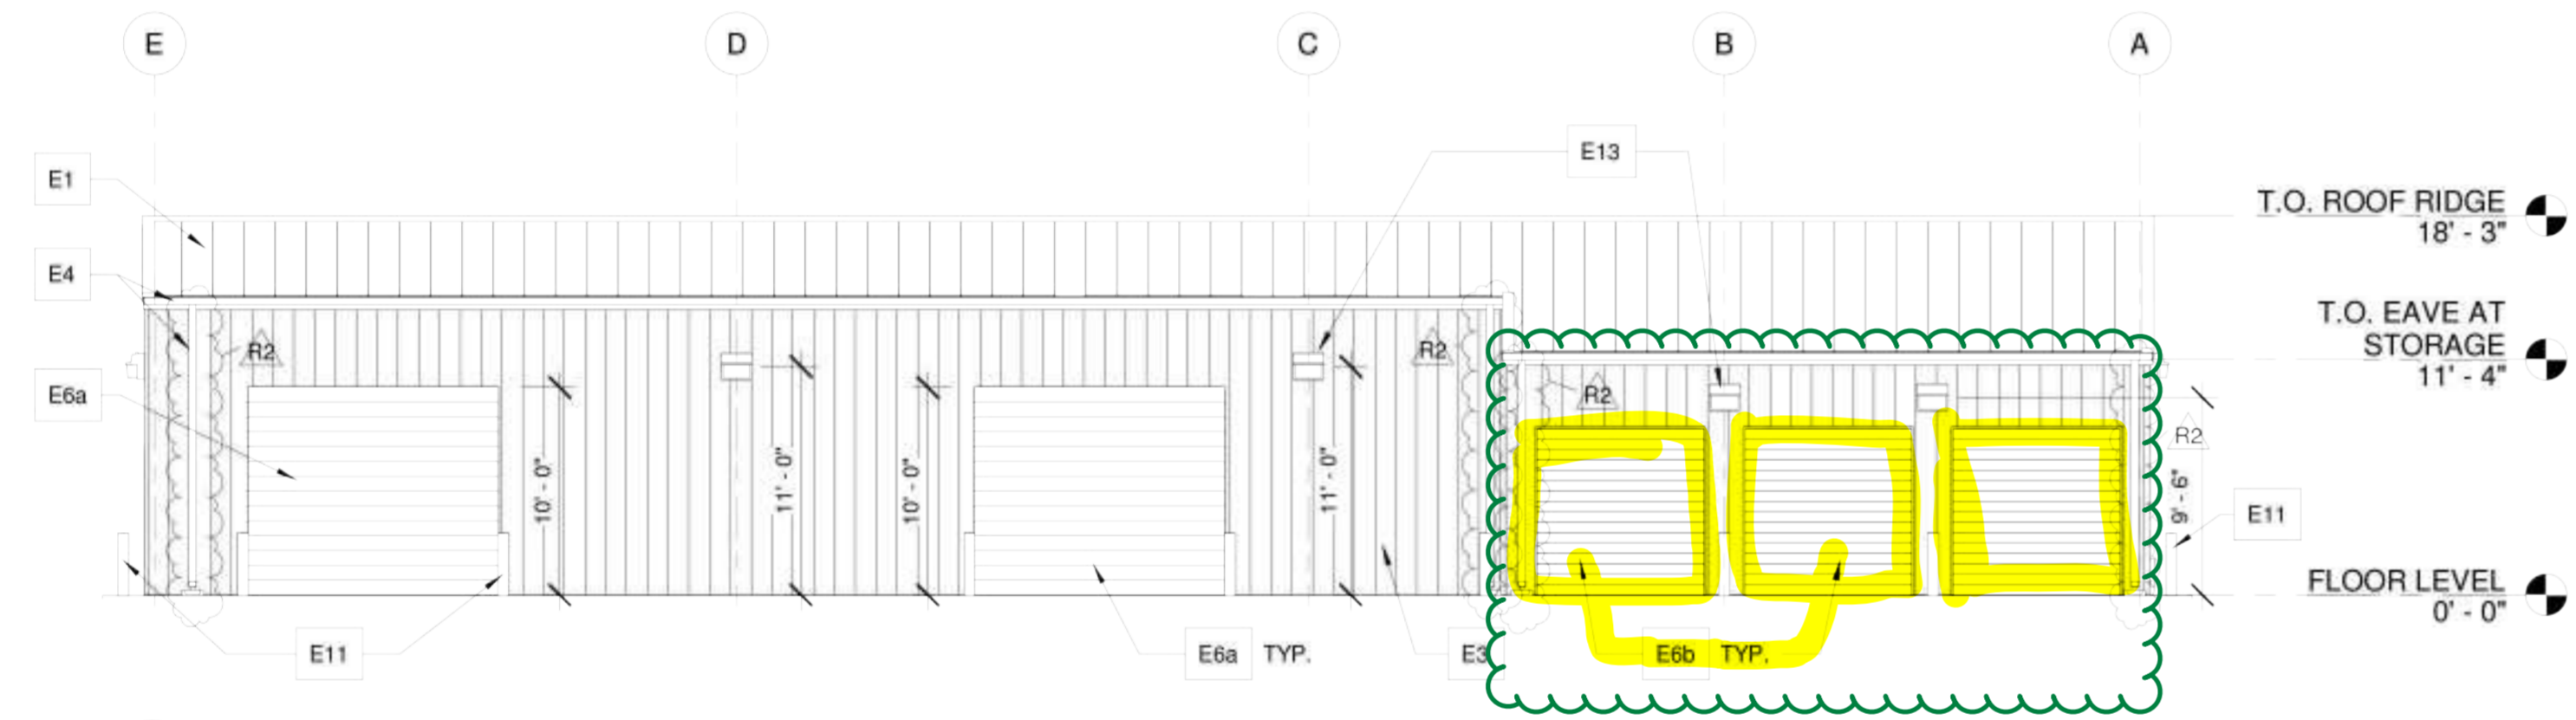 E
D
C
B
A
E13
E1
T.O. ROOF RIDGE
18' - 3"
E4
T.O. EAVE AT
STORAGE
11' - 4"
R2
R2
R2
E6a
R2
10' - 0"
11' - 0"
10' - 0"
11' - 0"
9' - 6"
E11
FLOOR LEVEL
0' - 0"
E11
E6a TYP.
E3
E6b TYP.